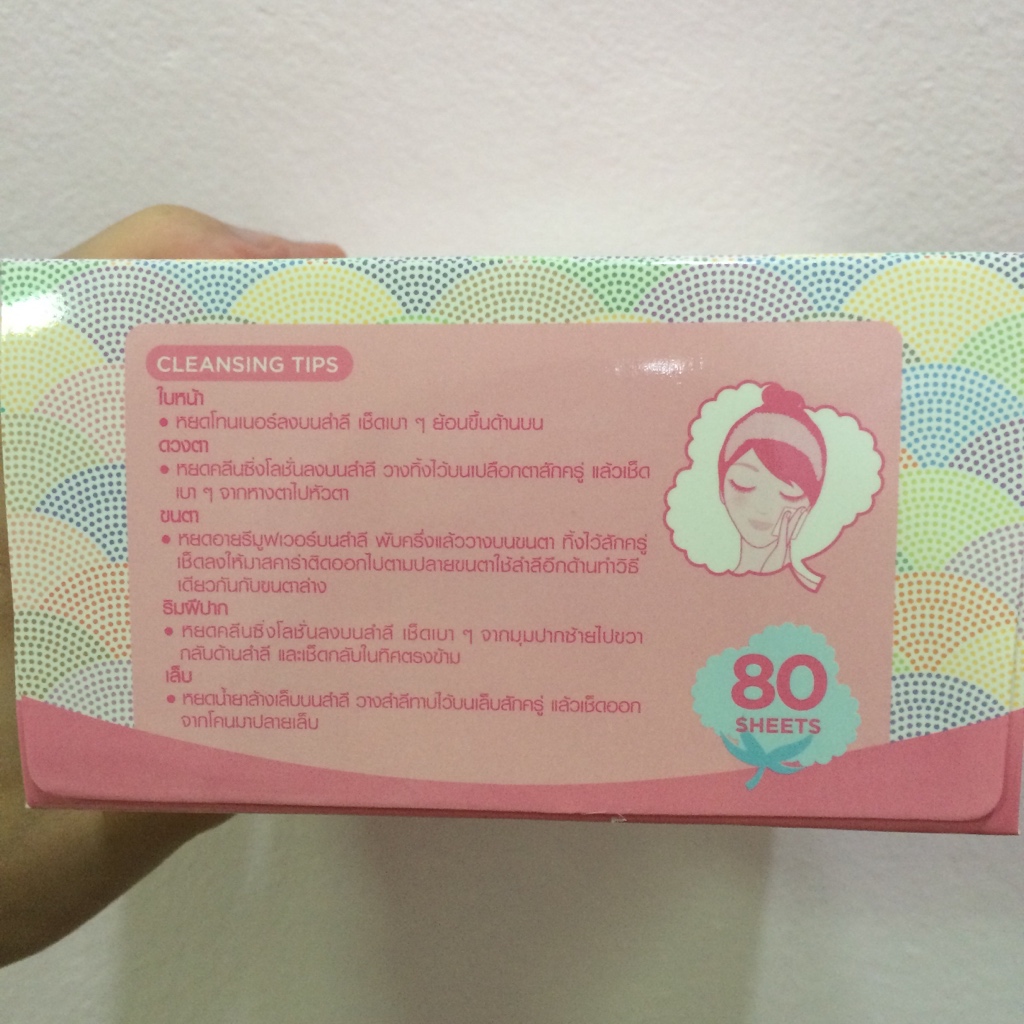 CLEANSING TIPS
ใบหน้า
• หยดโทนเนอร์ลงบนสำลี เช็ดเบา ๆ ย้อนขึ้นด้านบน
ดวงตา
• หยดคลีนซิ่งโลชั่นลงบนสำลี วางทิ้งไว้บนเปลือกตาสักครู่ แล้วเช็ด
เบา ๆ จากหางตาไปหัวตา
ขนตา
• หยดอายรีมูฟเวอร์บนสำลี พับครึ่งแล้ววางบนขนตา ทิ้งไว้สักครู่
เช็ดลงให้มาสคาร่าติดออกไปตามปลายขนตาใช้สำลีอีกด้านทำวิธี
เดียวกันกับขนตาล่าง
ริมฝีปาก
• หยดคลีนซิ่งโลชั่นลงบนสำลี เช็ดเบา ๆ จากมุมปากซ้ายไปขวา
กลับด้านสำลี และเช็ดกลับในทิศตรงข้าม
เล็บ
• หยดน้ำยาล้างเล็บบนสำลี วางสำลีทาบไว้บนเล็บสักครู่ แล้วเช็ดออก
จากโคนมาปลายเล็บ
80
SHEETS